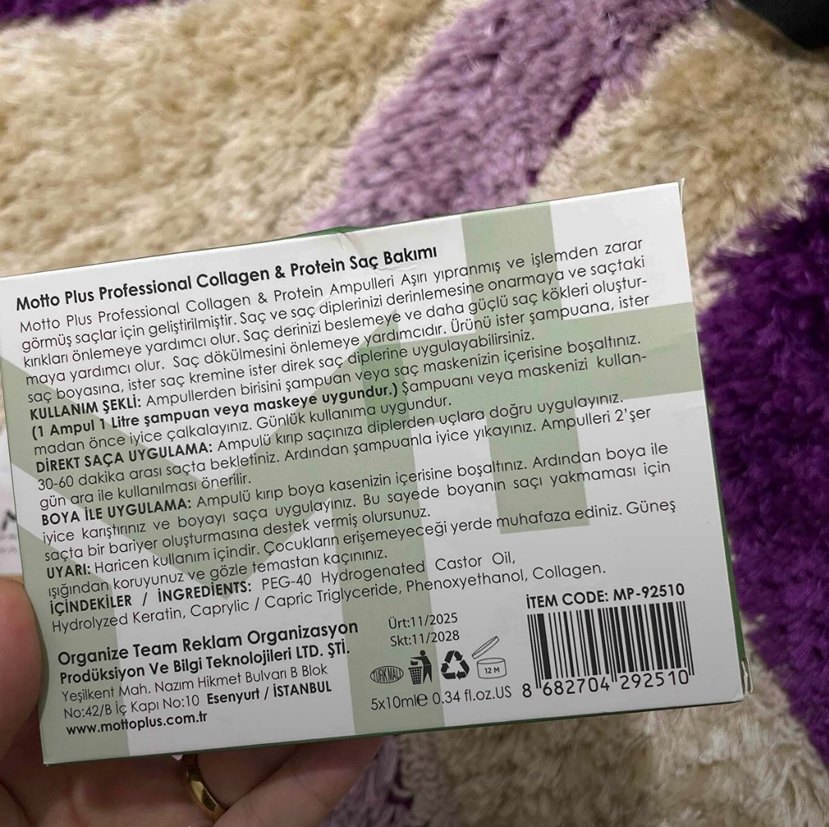 Motto Plus Professional Collagen & Protein Saç Bakımı
Motto Plus Professional Collagen & Protein Ampulleri Aşırı yıpranmış ve işlemden zarar
görmüş saçlar için geliştirilmiştir. Saç ve saç diplerinizi derinlemesine onarmaya ve saçtaki
kırıkları önlemeye yardımcı olur. Saç derinizi beslemeye ve daha güçlü saç kökleri oluştur-
maya yardımcı olur. Saç dökülmesini önlemeye yardımcıdır. Ürünü ister şampuana, ister
saç boyasına, ister saç kremine ister direk saç diplerine uygulayabilirsiniz.
KULLANIM ŞEKLİ: Ampullerden birisini şampuan veya saç maskenizin içerisine boşaltınız.
(1 Ampul 1 Litre şampuan veya maskeye uygundur.) Şampuanı veya maskenizi kullan-
madan önce iyice çalkalayınız. Günlük kullanıma uygundur.
DİREKT SAÇA UYGULAMA: Ampulü kırıp saçınıza diplerden uçlara doğru uygulayınız.
30-60 dakika arası saçta bekletiniz. Ardından şampuanla iyice yıkayınız. Ampulleri 2'şer
gün ara ile kullanılması önerilir.
BOYA İLE UYGULAMA: Ampulü kırıp boya kasenizin içerisine boşaltınız. Ardından boya ile
iyice karıştırınız ve boyayı saça uygulayınız. Bu sayede boyanın saçı yakmaması için
saçta bir bariyer oluşturmasına destek vermiş olursunuz.
UYARI: Haricen kullanım içindir. Çocukların erişemeyeceği yerde muhafaza ediniz. Güneş
ışığından koruyunuz ve gözle temastan kaçınınız.
İÇİNDEKİLER / İNGREDİENTS: PEG-40 Hydrogenated Castor Oil,
Hydrolyzed Keratin, Caprylic / Capric Triglyceride, Phenoxyethanol, Collagen.
Organize Team Reklam Organizasyon
Prodüksiyon Ve Bilgi Teknolojileri LTD. ŞTİ.
Yeşilkent Mah. Nazım Hikmet Bulvarı B Blok
No:42/B İç Kapı No:10 Esenyurt / İSTANBUL
www.mottoplus.com.tr
Ürt:11/2025
Skt:11/2028
TÜRK MALI
12 M
5x10ml℮ 0.34 fl.oz.US
İTEM CODE: MP-92510
8 682704 292510